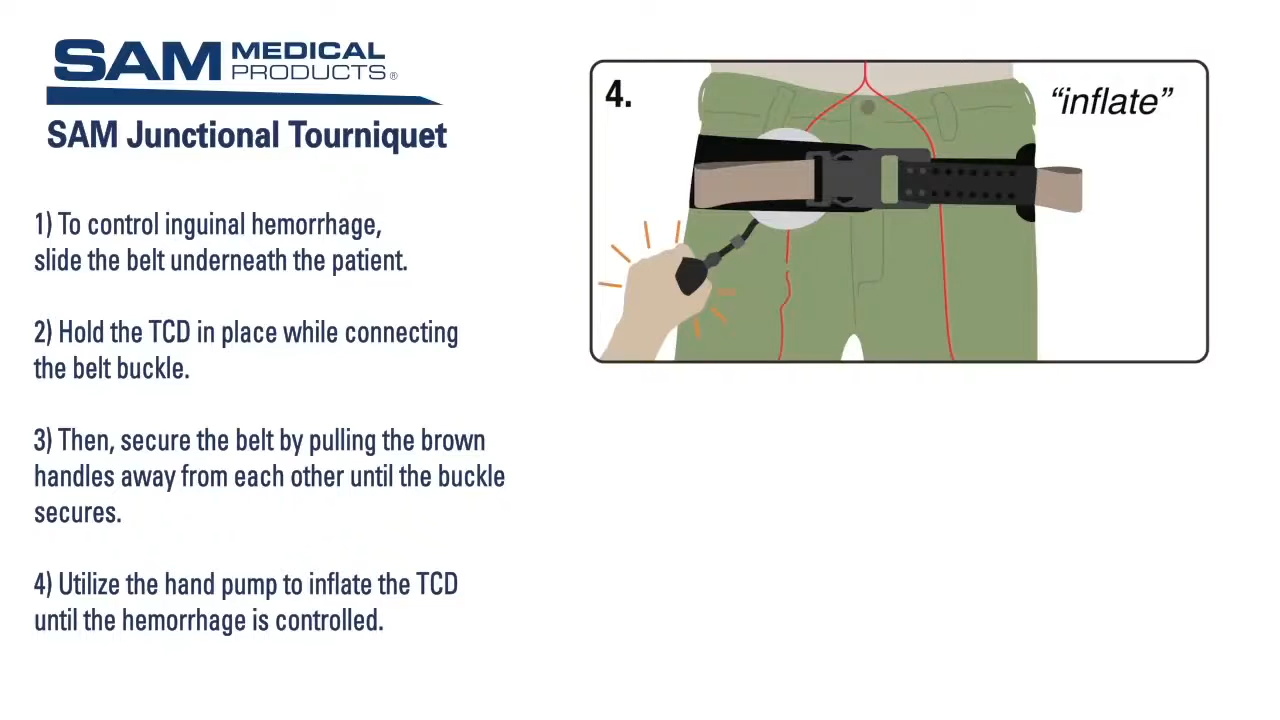 SAM MEDICAL
PRODUCTS®
SAM Junctional Tourniquet
1) To control inguinal hemorrhage,
slide the belt underneath the patient.
2) Hold the TCD in place while connecting
the belt buckle.
3) Then, secure the belt by pulling the brown
handles away from each other until the buckle
secures.
4) Utilize the hand pump to inflate the TCD
until the hemorrhage is controlled.
4.
“inflate”